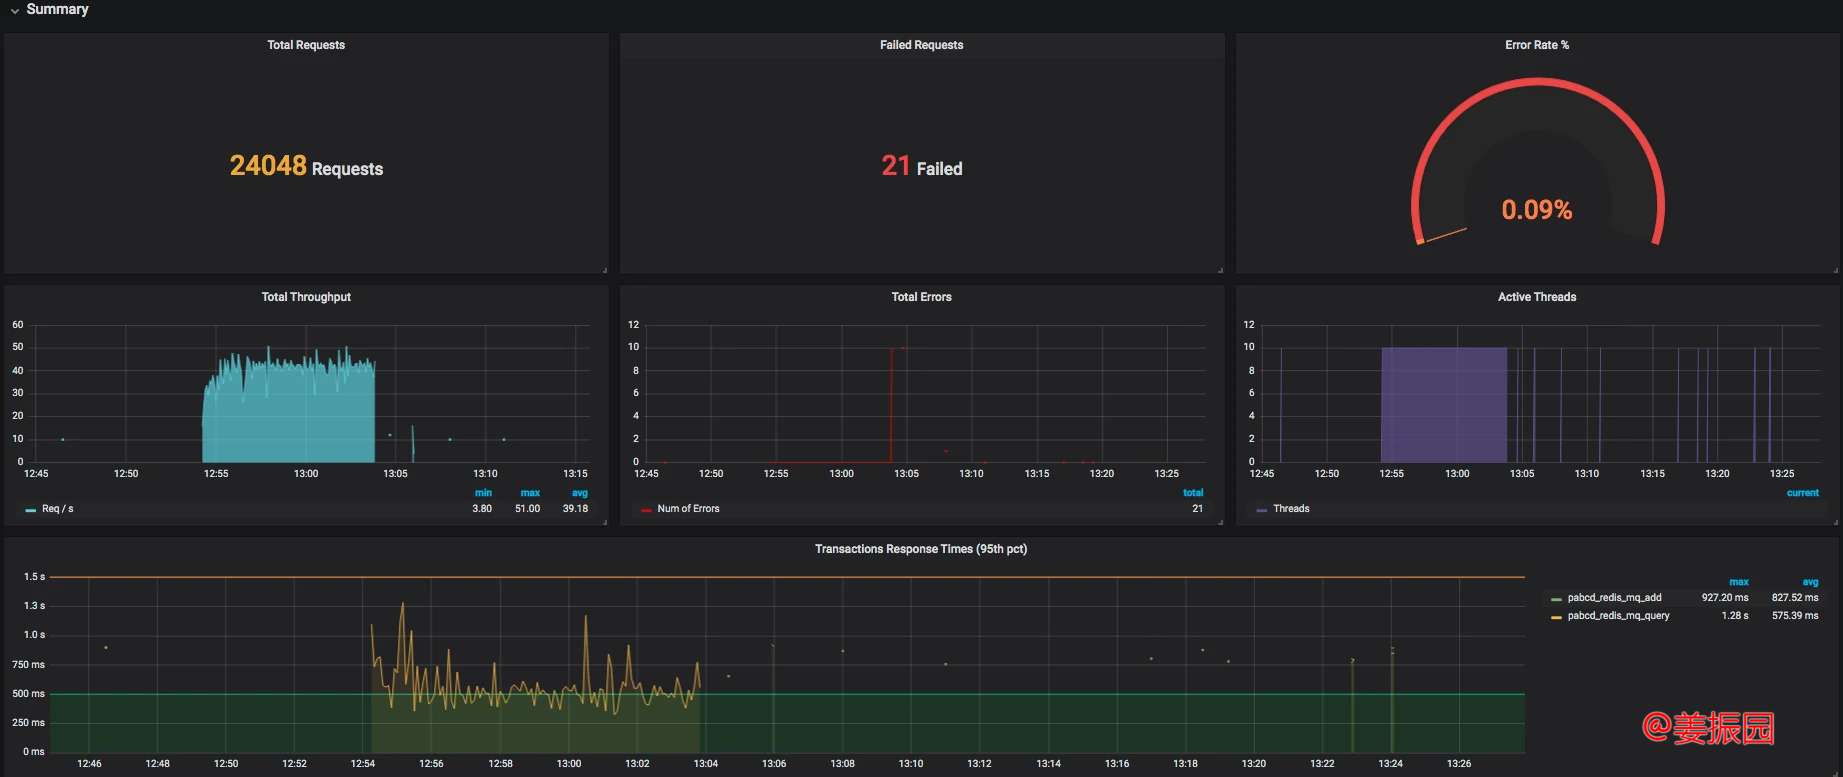 Summary
Total Requests
24048 Requests
Failed Requests
21 Failed
Error Rate %
0.09%
Total Throughput
60
50
40
30
20
10
0
12:45 12:50 12:55 13:00 13:05 13:10 13:15
min max avg
Req / s 3.80 51.00 39.18
Total Errors
12
10
8
6
4
2
0
12:45 12:50 12:55 13:00 13:05 13:10 13:15 13:20 13:25
total
Num of Errors 21
Active Threads
12
10
8
6
4
2
0
12:45 12:50 12:55 13:00 13:05 13:10 13:15 13:20 13:25
current
Threads
Transactions Response Times (95th pct)
1.5 s
1.3 s
1.0 s
750 ms
500 ms
250 ms
0 ms
12:46 12:48 12:50 12:52 12:54 12:56 12:58 13:00 13:02 13:04 13:06 13:08 13:10 13:12 13:14 13:16 13:18 13:20 13:22 13:24 13:26
max avg
pabcd_redis_mq_add 927.20 ms 827.52 ms
pabcd_redis_mq_query 1.28 s 575.39 ms
@姜振园